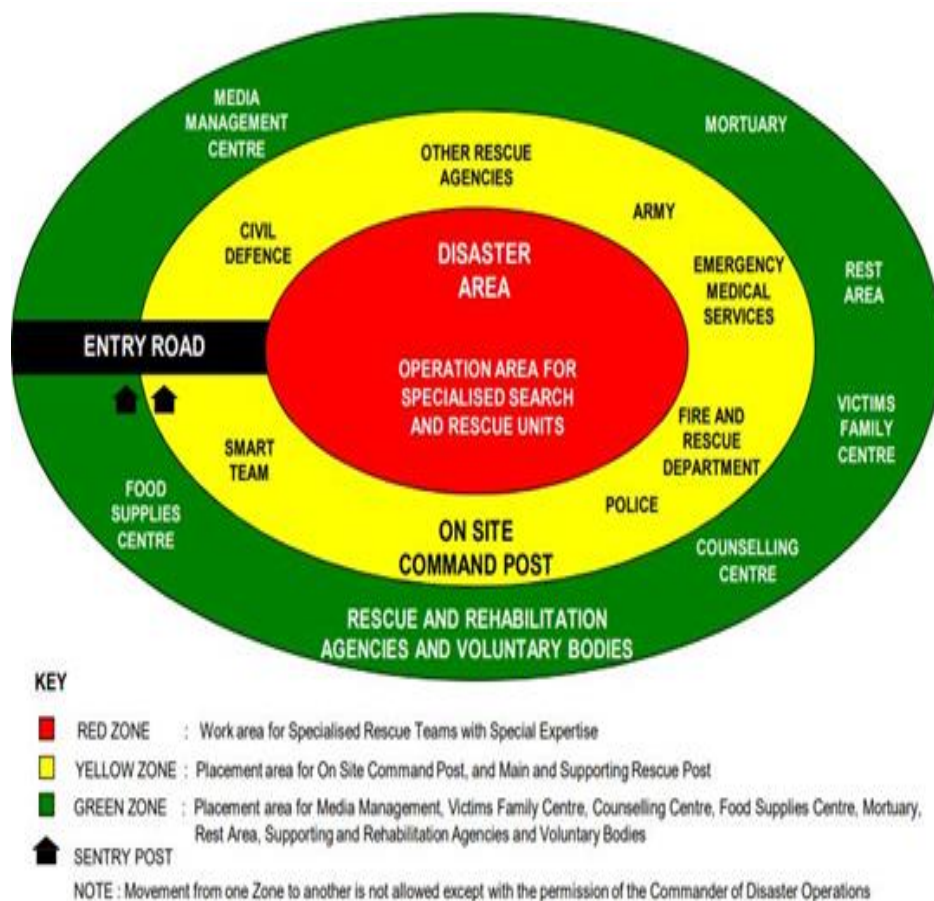 MEDIA
MANAGEMENT
CENTRE
MORTUARY
OTHER RESCUE
AGENCIES
ARMY
CIVIL
DEFENCE
DISASTER
AREA
EMERGENCY
MEDICAL
SERVICES
REST
AREA
ENTRY ROAD
OPERATION AREA FOR
SPECIALISED SEARCH
AND RESCUE UNITS
VICTIMS
FAMILY
CENTRE
FIRE AND
RESCUE
DEPARTMENT
SMART
TEAM
FOOD
SUPPLIES
CENTRE
POLICE
ON SITE
COMMAND POST
COUNSELLING
CENTRE
RESCUE AND REHABILITATION
AGENCIES AND VOLUNTARY BODIES
KEY
RED ZONE : Work area for Specialised Rescue Teams with Special Expertise
YELLOW ZONE : Placement area for On Site Command Post, and Main and Supporting Rescue Post
GREEN ZONE : Placement area for Media Management, Victims Family Centre, Counselling Centre, Food Supplies Centre, Mortuary,
Rest Area, Supporting and Rehabilitation Agencies and Voluntary Bodies
SENTRY POST
NOTE : Movement from one Zone to another is not allowed except with the permission of the Commander of Disaster Operations